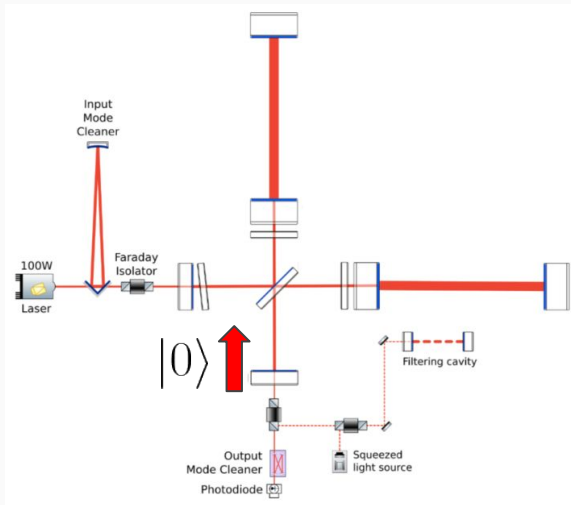 Input
Mode
Cleaner
100W
Laser
Faraday
Isolator
|0⟩
Filtering cavity
Squeezed
light source
Output
Mode Cleaner
Photodiode